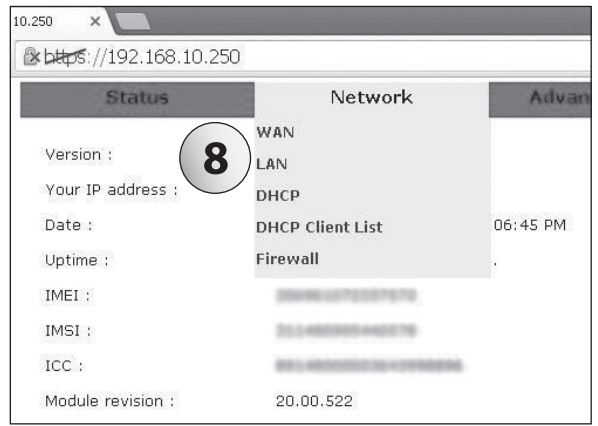 10.250 ×
https://192.168.10.250
Status Network
WAN
8
Version :
LAN
Your IP address :
DHCP
Date :
DHCP Client List
06:45 PM
Uptime :
Firewall
IMEI :
IMSI :
ICC :
Module revision : 20.00.522